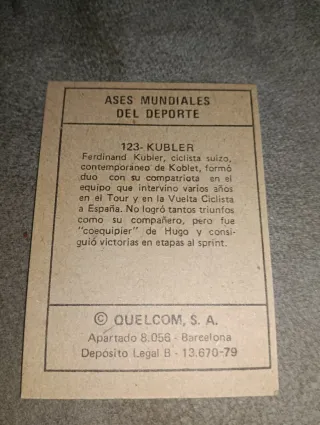 ASES MUNDIALES
DEL DEPORTE
123-KUBLER
Ferdinand Kubler, ciclista suizo,
contemporáneo de Koblet, formó
duo con su compatriota en el
equipo que intervino varios años
en el Tour y en la Vuelta Ciclista
a España. No logró tantos triunfos
como su compañero, pero fue
"coequipier" de Hugo y consi-
guió victorias en etapas al sprint.
© QUELCOM, S. A.
Apartado 8.056 - Barcelona
Depósito Legal B - 13.670-79